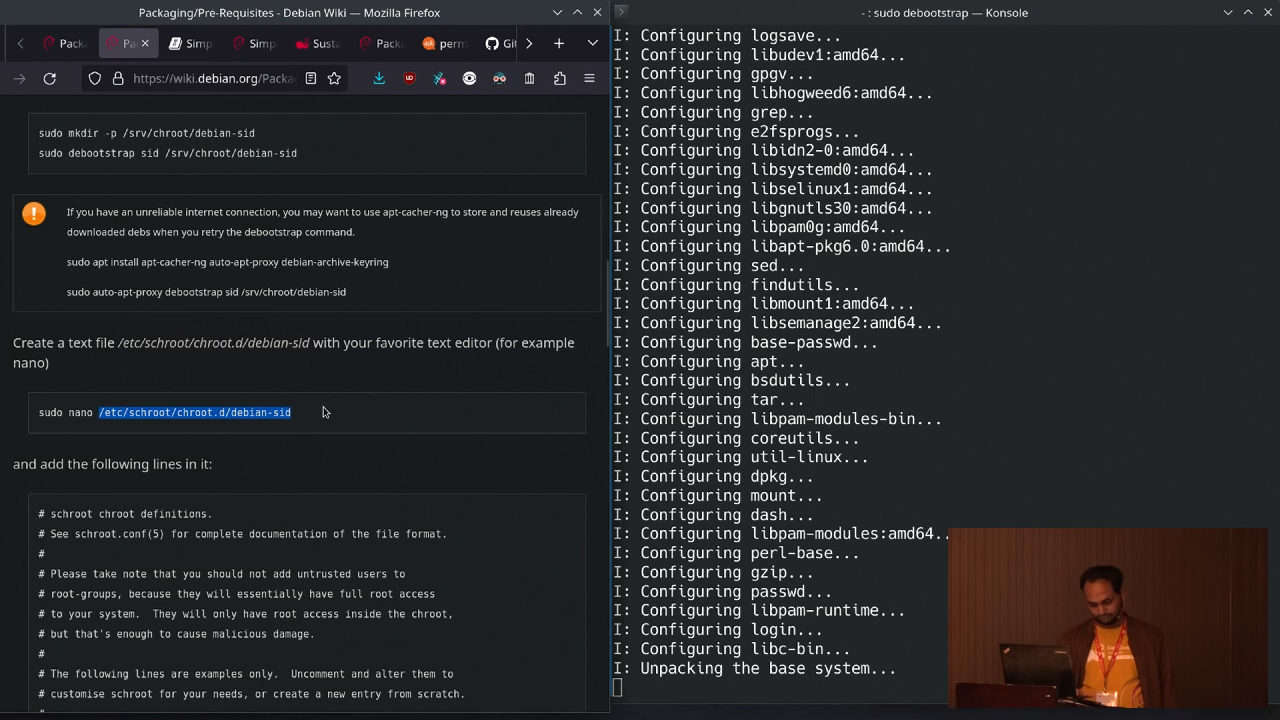 Packaging/Pre-Requisites - Debian Wiki — Mozilla Firefox
Packa
Pa
Simp
Simpl
Susta
Packa
perm
Git
https://wiki.debian.org/Packa
sudo mkdir -p /srv/chroot/debian-sid
sudo debootstrap sid /srv/chroot/debian-sid
If you have an unreliable internet connection, you may want to use apt-cacher-ng to store and reuses already
downloaded debs when you retry the debootstrap command.
sudo apt install apt-cacher-ng auto-apt-proxy debian-archive-keyring
sudo auto-apt-proxy debootstrap sid /srv/chroot/debian-sid
Create a text file /etc/schroot/chroot.d/debian-sid with your favorite text editor (for example
nano)
sudo nano /etc/schroot/chroot.d/debian-sid
and add the following lines in it:
# schroot chroot definitions.
# See schroot.conf(5) for complete documentation of the file format.
#
# Please take note that you should not add untrusted users to
# root-groups, because they will essentially have full root access
# to your system.  They will only have root access inside the chroot,
# but that's enough to cause malicious damage.
#
# The following lines are examples only.  Uncomment and alter them to
# customise schroot for your needs, or create a new entry from scratch.
- : sudo debootstrap — Konsole
I: Configuring logsave...
I: Configuring libudev1:amd64...
I: Configuring gpgv...
I: Configuring libhogweed6:amd64...
I: Configuring grep...
I: Configuring e2fsprogs...
I: Configuring libidn2-0:amd64...
I: Configuring libsystemd0:amd64...
I: Configuring libselinux1:amd64...
I: Configuring libgnutls30:amd64...
I: Configuring libpam0g:amd64...
I: Configuring libapt-pkg6.0:amd64...
I: Configuring sed...
I: Configuring findutils...
I: Configuring libmount1:amd64...
I: Configuring libsemanage2:amd64...
I: Configuring base-passwd...
I: Configuring apt...
I: Configuring bsdutils...
I: Configuring tar...
I: Configuring libpam-modules-bin...
I: Configuring coreutils...
I: Configuring util-linux...
I: Configuring dpkg...
I: Configuring mount...
I: Configuring dash...
I: Configuring libpam-modules:amd64..
I: Configuring perl-base...
I: Configuring gzip...
I: Configuring passwd...
I: Configuring libpam-runtime...
I: Configuring login...
I: Configuring libc-bin...
I: Unpacking the base system...